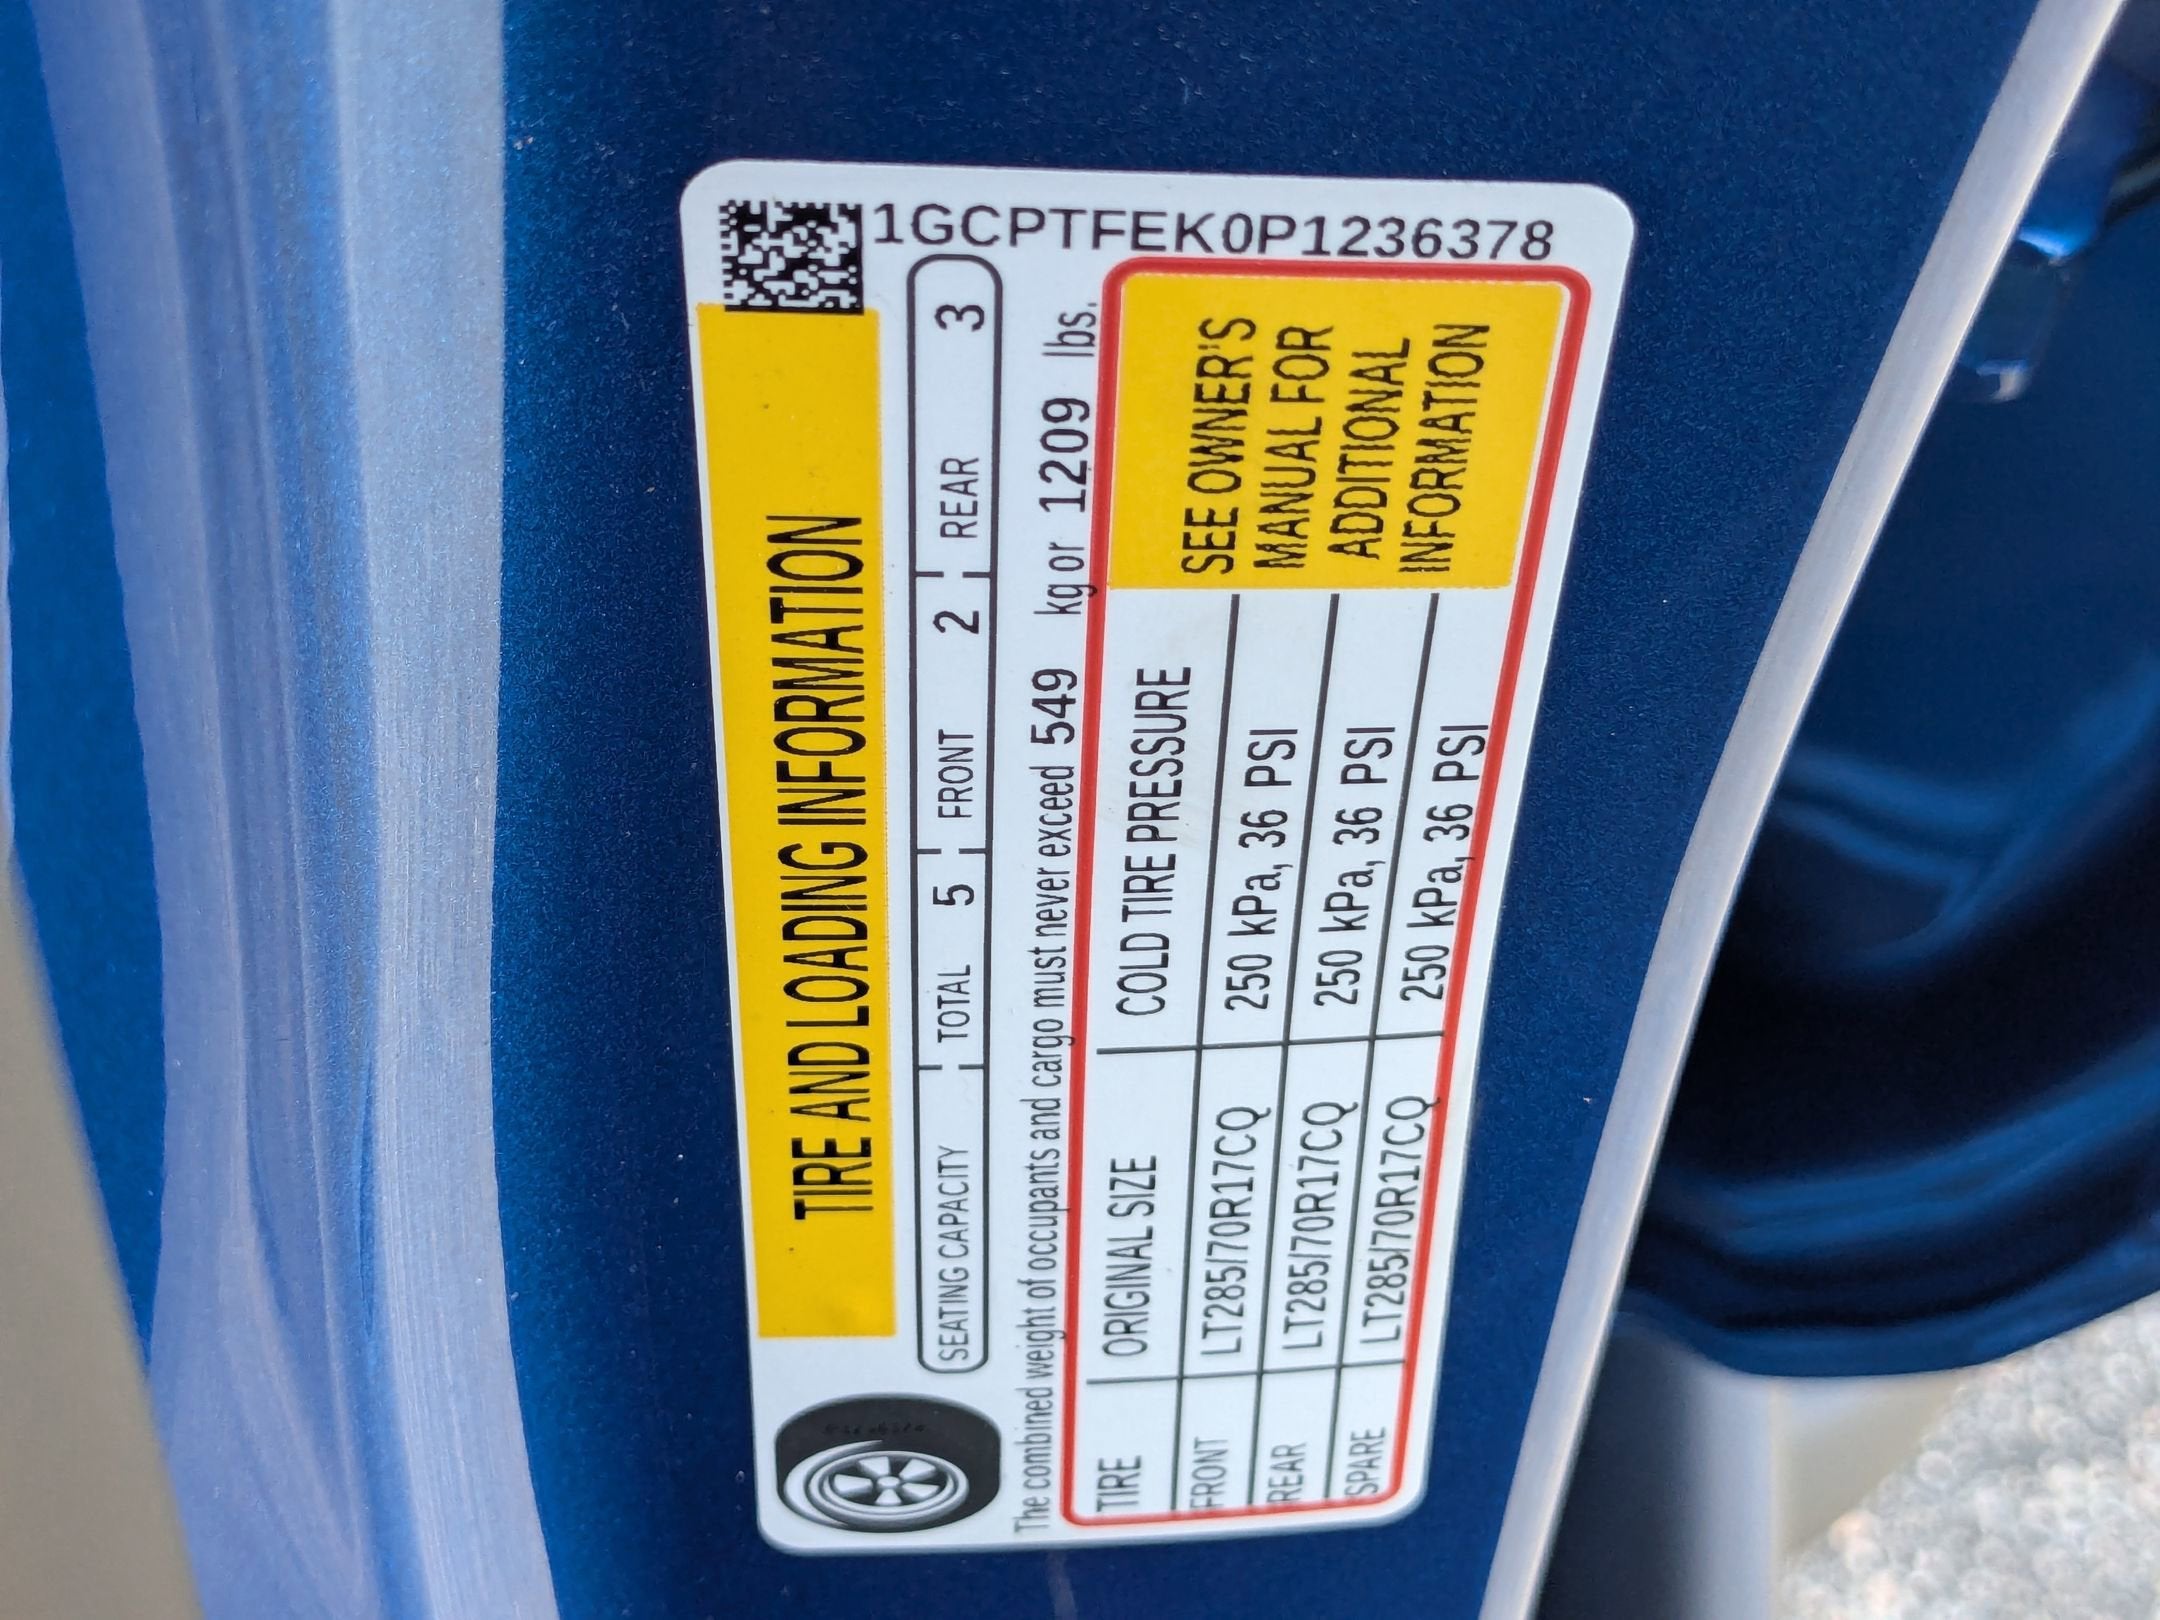 1GCPTFEK0P1236378
TIRE AND LOADING INFORMATION
SEATING CAPACITY TOTAL 5 FRONT 2 REAR 3
The combined weight of occupants and cargo must never exceed 549 kg or 1209 lbs.
TIRE ORIGINAL SIZE COLD TIRE PRESSURE
FRONT LT285/70R17CQ 250 kPa, 36 PSI
REAR LT285/70R17CQ 250 kPa, 36 PSI
SPARE LT285/70R17CQ 250 kPa, 36 PSI
SEE OWNER'S
MANUAL FOR
ADDITIONAL
INFORMATION